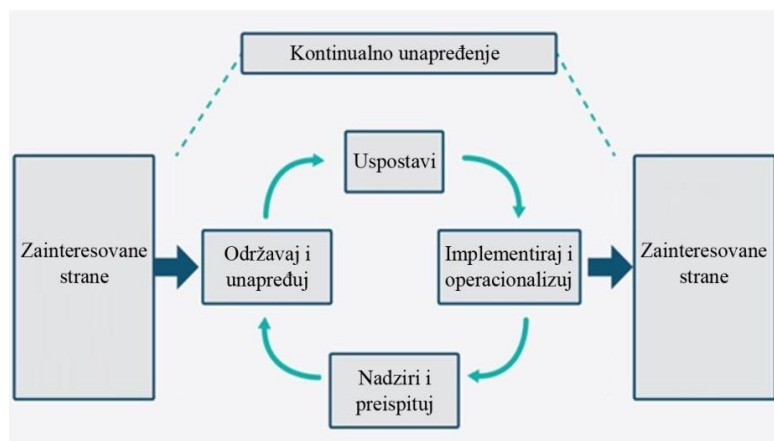 Kontinualno unapređenje
Uspostavi
Zainteresovane
strane
Održavaj i
unapređuj
Implementiraj i
operacionalizuj
Zainteresovane
strane
Nadziri i
preispituj